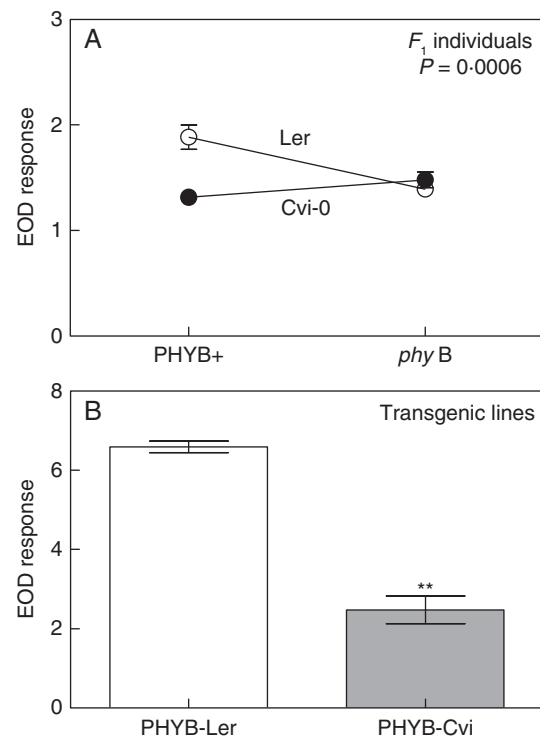 A
F1 individuals
P = 0·0006
3
2
1
0
EOD response
Ler
Cvi-0
PHYB+
phy B
B
Transgenic lines
8
6
4
2
0
EOD response
**
PHYB-Ler
PHYB-Cvi